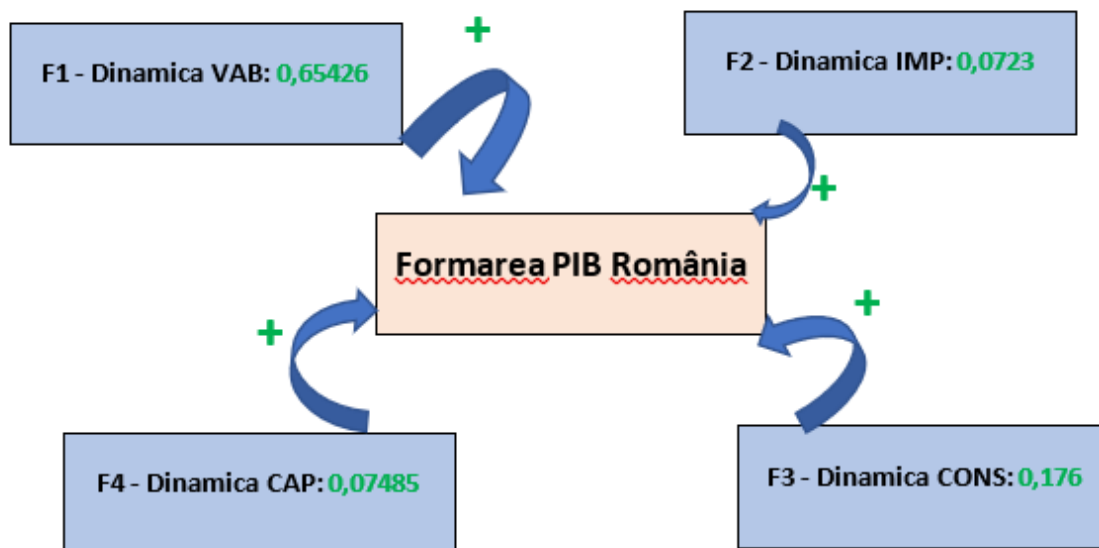 +
F1 - Dinamica VAB: 0,65426
F2 - Dinamica IMP: 0,0723
+
Formarea PIB România
+
+
F4 - Dinamica CAP: 0,07485
F3 - Dinamica CONS: 0,176